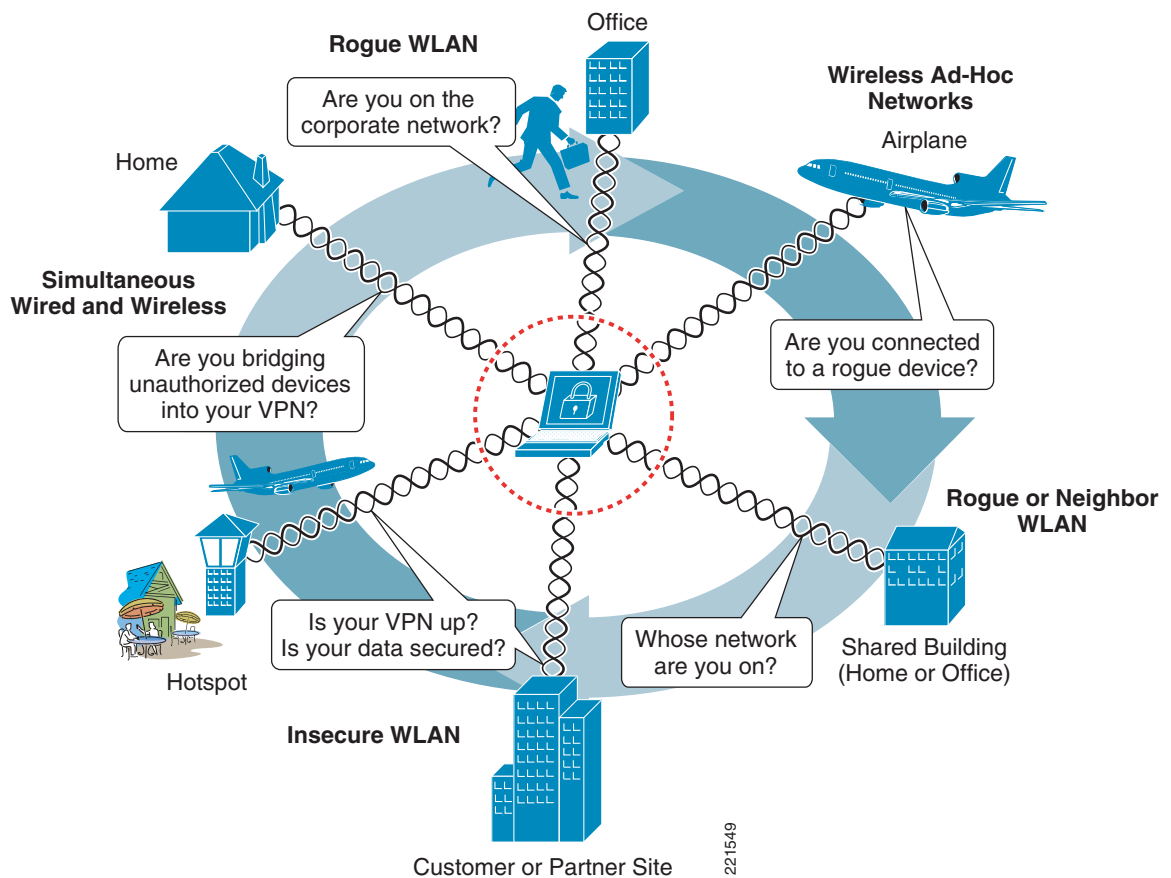 Office
Rogue WLAN
Are you on the
corporate network?
Wireless Ad-Hoc
Networks
Airplane
Home
Simultaneous
Wired and Wireless
Are you bridging
unauthorized devices
into your VPN?
Are you connected
to a rogue device?
Rogue or Neighbor
WLAN
Is your VPN up?
Is your data secured?
Whose network
are you on?
Shared Building
(Home or Office)
Hotspot
Insecure WLAN
Customer or Partner Site
221549